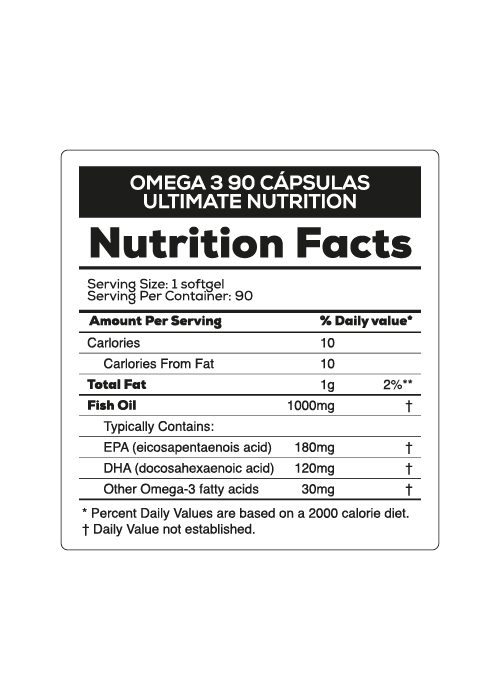 OMEGA 3 90 CÁPSULAS
ULTIMATE NUTRITION
Nutrition Facts
Serving Size: 1 softgel
Serving Per Container: 90
Amount Per Serving % Daily value*
Carlories 10
Carlories From Fat 10
Total Fat 1g 2%**
Fish Oil 1000mg †
Typically Contains:
EPA (eicosapentaenois acid) 180mg †
DHA (docosahexaenoic acid) 120mg †
Other Omega-3 fatty acids 30mg †
* Percent Daily Values are based on a 2000 calorie diet.
† Daily Value not established.